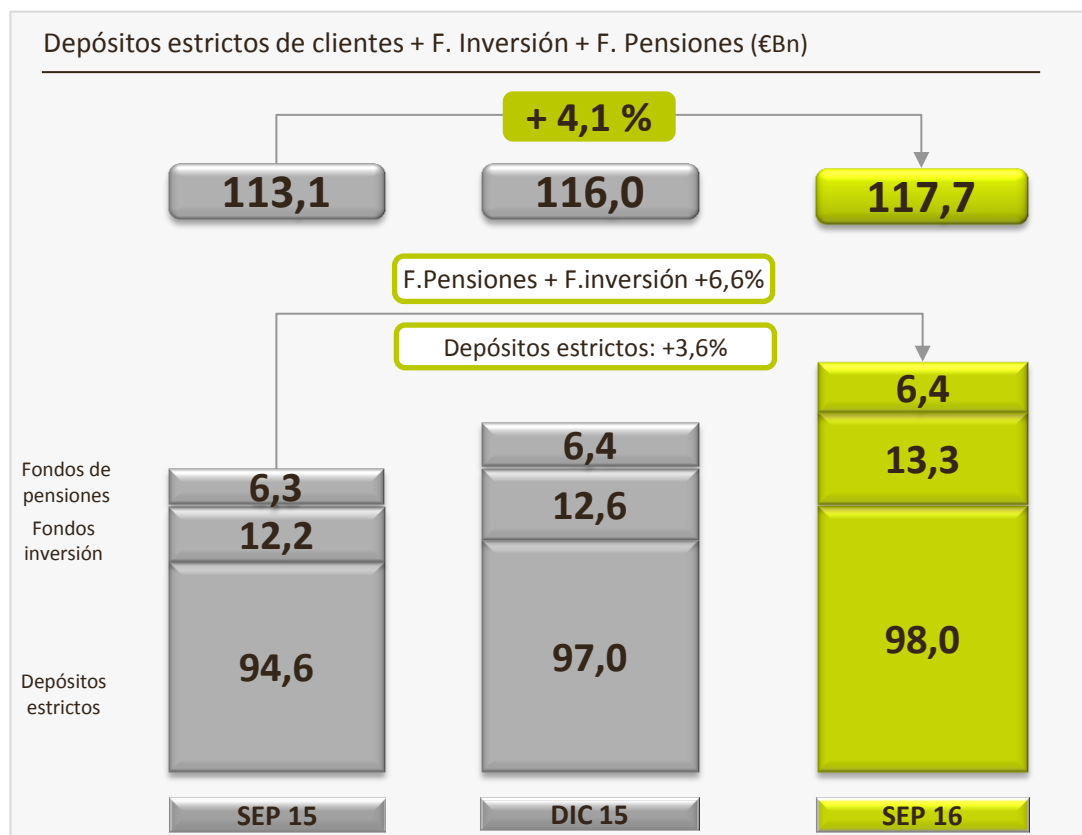 Depósitos estrictos de clientes + F. Inversión + F. Pensiones (€Bn)
+ 4,1 %
113,1
116,0
117,7
F.Pensiones + F.inversión +6,6%
Depósitos estrictos: +3,6%
Fondos de
pensiones
6,3
6,4
6,4
Fondos
inversión
12,2
12,6
13,3
Depósitos
estrictos
94,6
97,0
98,0
SEP 15
DIC 15
SEP 16